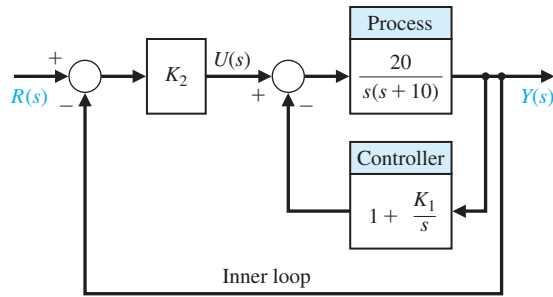 Process
+
K₂
U(s)
20
s(s + 10)
R(s)
−
+
−
Y(s)
Controller
1 + K₁/s
Inner loop